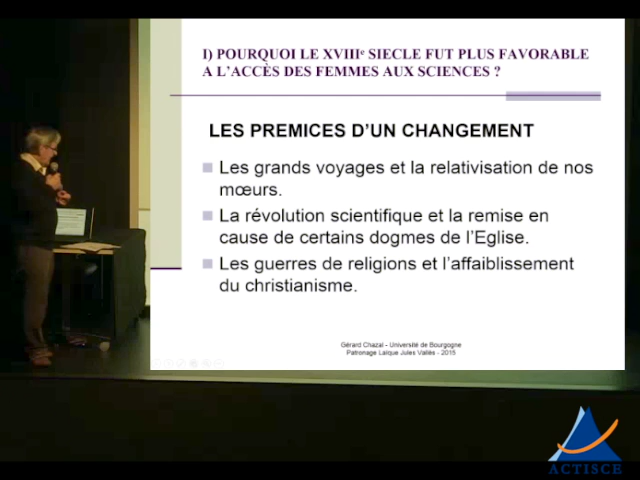 I) POURQUOI LE XVIIIe SIECLE FUT PLUS FAVORABLE
A L'ACCÈS DES FEMMES AUX SCIENCES ?
LES PREMICES D'UN CHANGEMENT
Les grands voyages et la relativisation de nos
mœurs.
La révolution scientifique et la remise en
cause de certains dogmes de l'Eglise.
Les guerres de religions et l'affaiblissement
du christianisme.
Gérard Chazal - Université de Bourgogne
Patronage Laïque Jules Vallès - 2015
ACTISCE